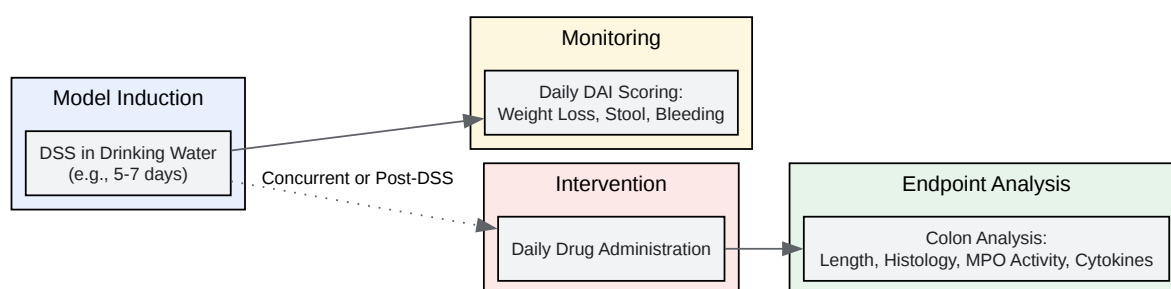 Model Induction
DSS in Drinking Water
(e.g., 5-7 days)
Monitoring
Daily DAI Scoring:
Weight Loss, Stool, Bleeding
Concurrent or Post-DSS
Intervention
Daily Drug Administration
Endpoint Analysis
Colon Analysis:
Length, Histology, MPO Activity, Cytokines